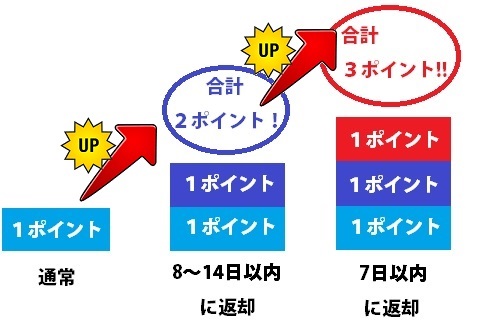 UP
合計
3ポイント!!
UP
合計
2ポイント！
1ポイント
1ポイント
1ポイント
1ポイント
1ポイント
1ポイント
通常
8～14日以内
に返却
7日以内
に返却